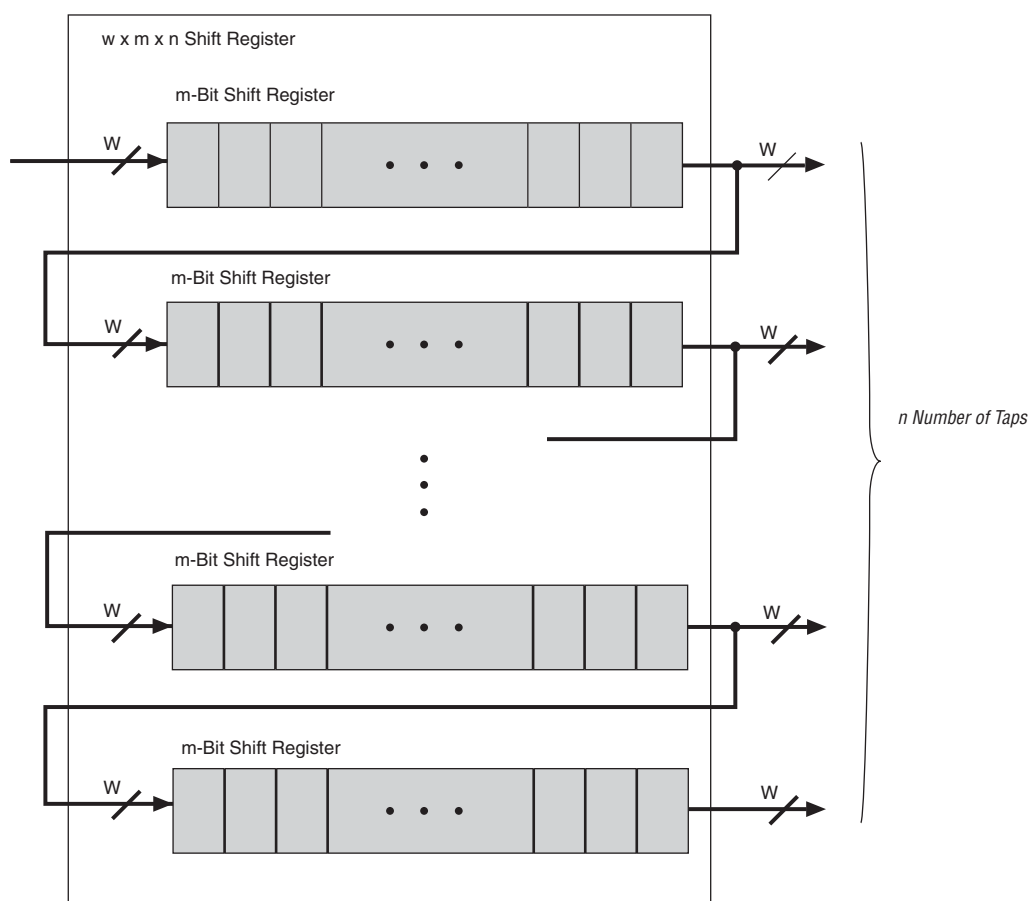 w x m x n Shift Register
m-Bit Shift Register
W
W
m-Bit Shift Register
W
W
n Number of Taps
m-Bit Shift Register
W
W
m-Bit Shift Register
W
W